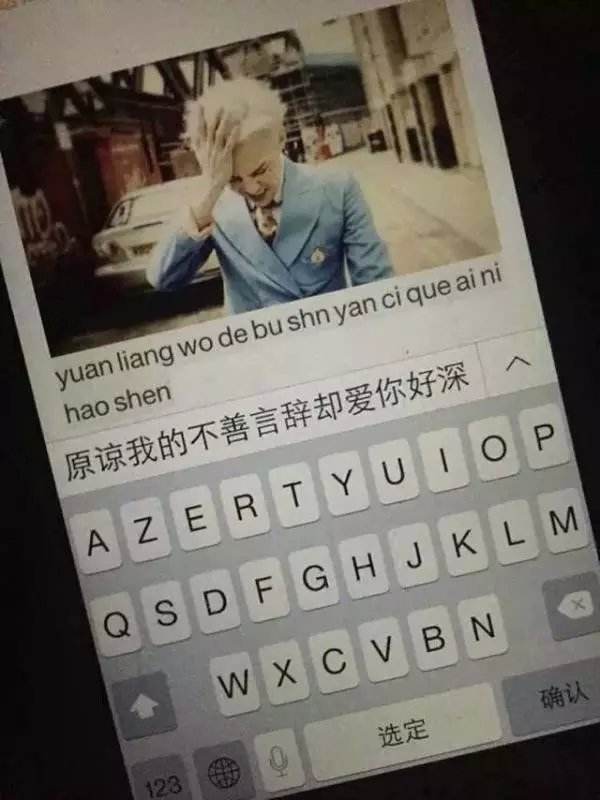 yuan liang wo de bu shn yan ci que ai ni
hao shen
原谅我的不善言辞却爱你好深
A Z E R T Y U I O P
Q S D F G H J K L M
W X C V B N
123 选定 确认